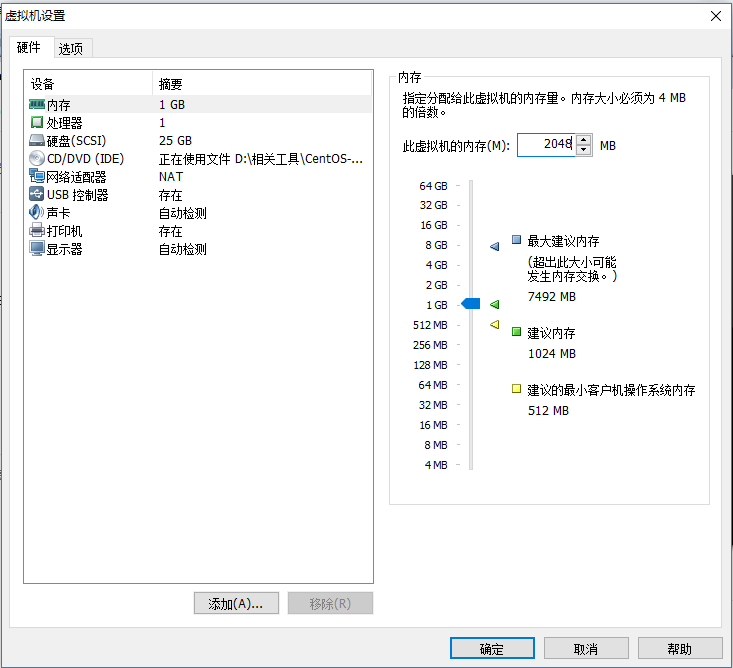 虚拟机设置
硬件 选项
设备 摘要
内存 1 GB
处理器 1
硬盘(SCSI) 25 GB
CD/DVD (IDE) 正在使用文件 D:\相关工具\CentOS-...
网络适配器 NAT
USB 控制器 存在
声卡 自动检测
打印机 存在
显示器 自动检测
添加(A)... 移除(R)
内存
指定分配给此虚拟机的内存量。内存大小必须为 4 MB
的倍数。
此虚拟机的内存(M): 2048 MB
64 GB
32 GB
16 GB
8 GB
4 GB
2 GB
1 GB
512 MB
256 MB
128 MB
64 MB
32 MB
16 MB
8 MB
4 MB
最大建议内存
(超出此大小可能
发生内存交换。)
7492 MB
建议内存
1024 MB
建议的最小客户机操作系统内存
512 MB
确定 取消 帮助